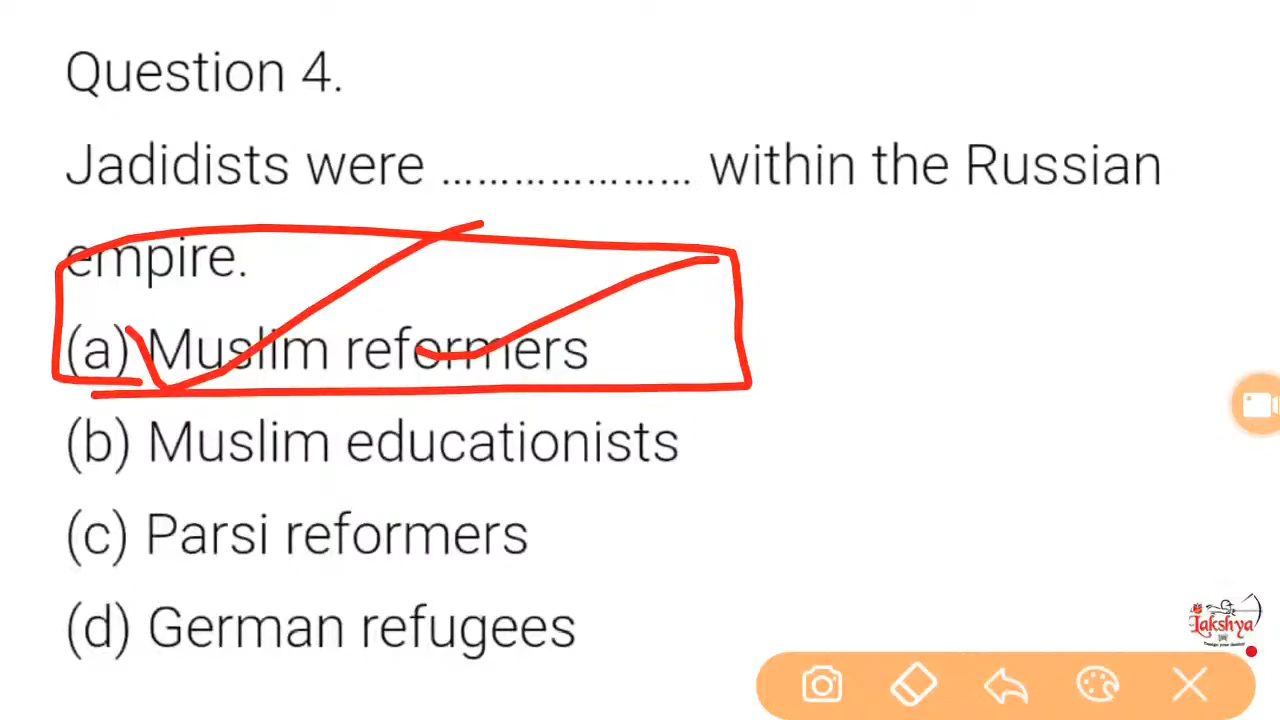 Question 4.
Jadidists were ..................... within the Russian
empire.
(a) Muslim reformers
(b) Muslim educationists
(c) Parsi reformers
(d) German refugees
Lakshya